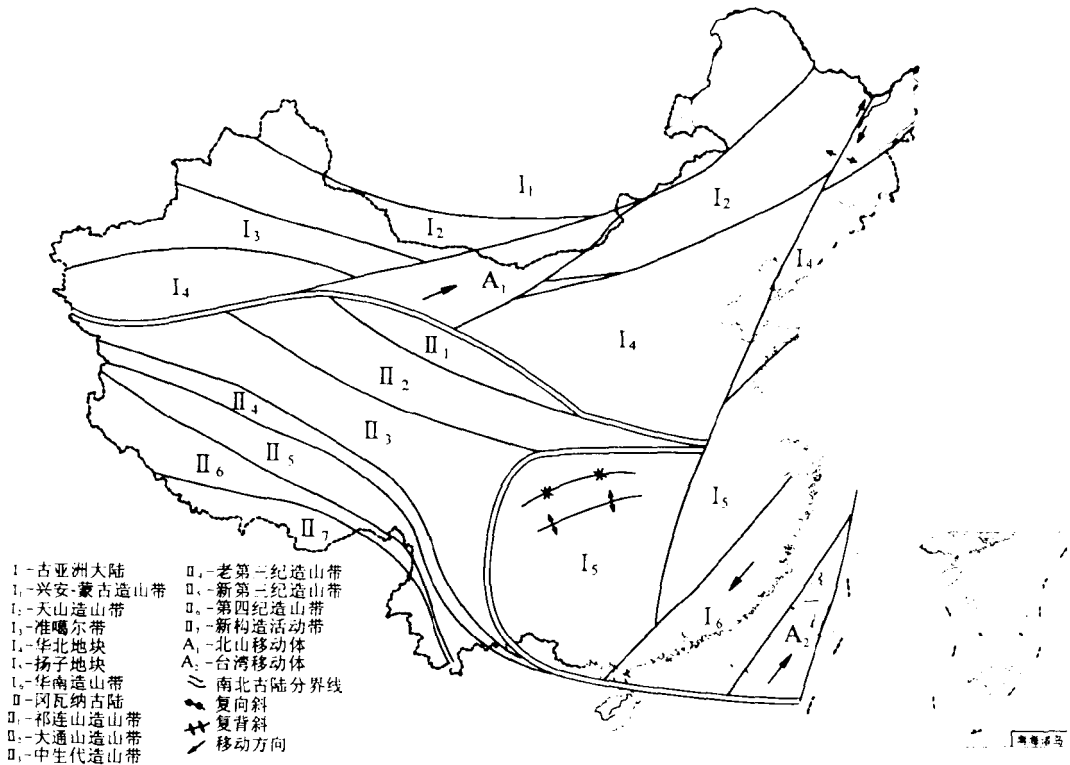 I₁
I₂
I₂
I₃
I₄
I₄
A₁
I₄
Ⅱ₁
Ⅱ₂
Ⅱ₃
Ⅱ₄
Ⅱ₅
Ⅱ₆
Ⅱ₇
I₅
I₅
I₆
A₂
I-古亚洲大陆
I₁-兴安-蒙古造山带
I₂-天山造山带
I₃-准噶尔带
I₄-华北地块
I₅-扬子地块
I₆-华南造山带
Ⅱ-冈瓦纳古陆
Ⅱ₁-祁连山造山带
Ⅱ₂-大通山造山带
Ⅱ₃-中生代造山带
Ⅱ₄-老第三纪造山带
Ⅱ₅-新第三纪造山带
Ⅱ₆-第四纪造山带
Ⅱ₇-新构造活动带
A₁-北山移动体
A₂-台湾移动体
南北古陆分界线
复向斜
复背斜
移动方向